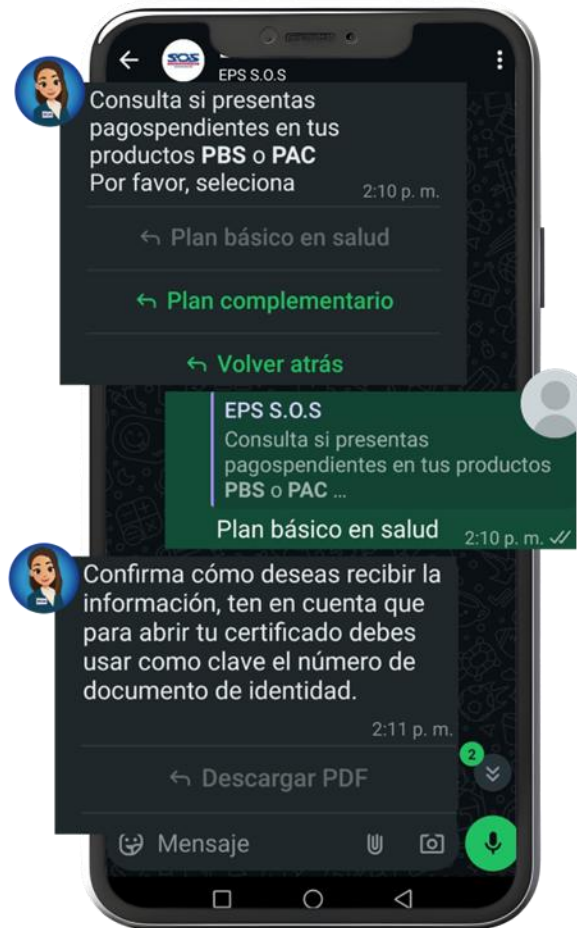 S.O.S
EPS S.O.S
Consulta si presentas
pagospendientes en tus
productos PBS o PAC
Por favor, seleciona
2:10 p. m.
Plan básico en salud
Plan complementario
Volver atrás
EPS S.O.S
Consulta si presentas
pagospendientes en tus productos
PBS o PAC ...
Plan básico en salud
2:10 p. m.
Confirma cómo deseas recibir la
información, ten en cuenta que
para abrir tu certificado debes
usar como clave el número de
documento de identidad.
2:11 p. m.
2
Descargar PDF
Mensaje